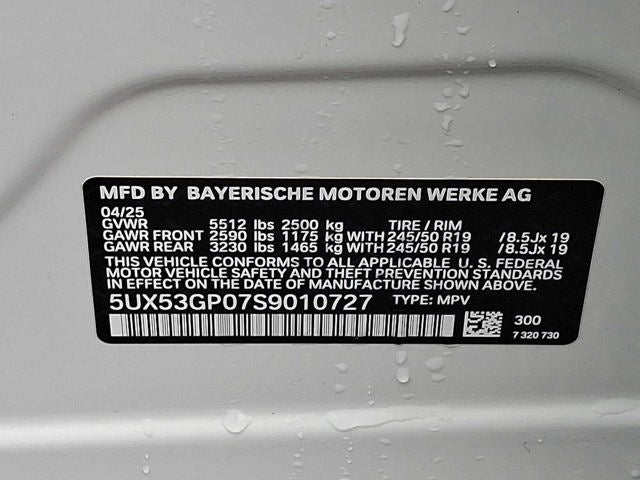 MFD BY BAYERISCHE MOTOREN WERKE AG
04/25
GVWR 5512 lbs 2500 kg TIRE / RIM
GAWR FRONT 2590 lbs 1175 kg WITH 245/50 R19 /8.5Jx 19
GAWR REAR 3230 lbs 1465 kg WITH 245/50 R19 /8.5Jx 19
THIS VEHICLE CONFORMS TO ALL APPLICABLE U. S. FEDERAL
MOTOR VEHICLE SAFETY AND THEFT PREVENTION STANDARDS
IN EFFECT ON THE DATE OF MANUFACTURE SHOWN ABOVE.
5UX53GP07S9010727 TYPE: MPV
300
7 320 730